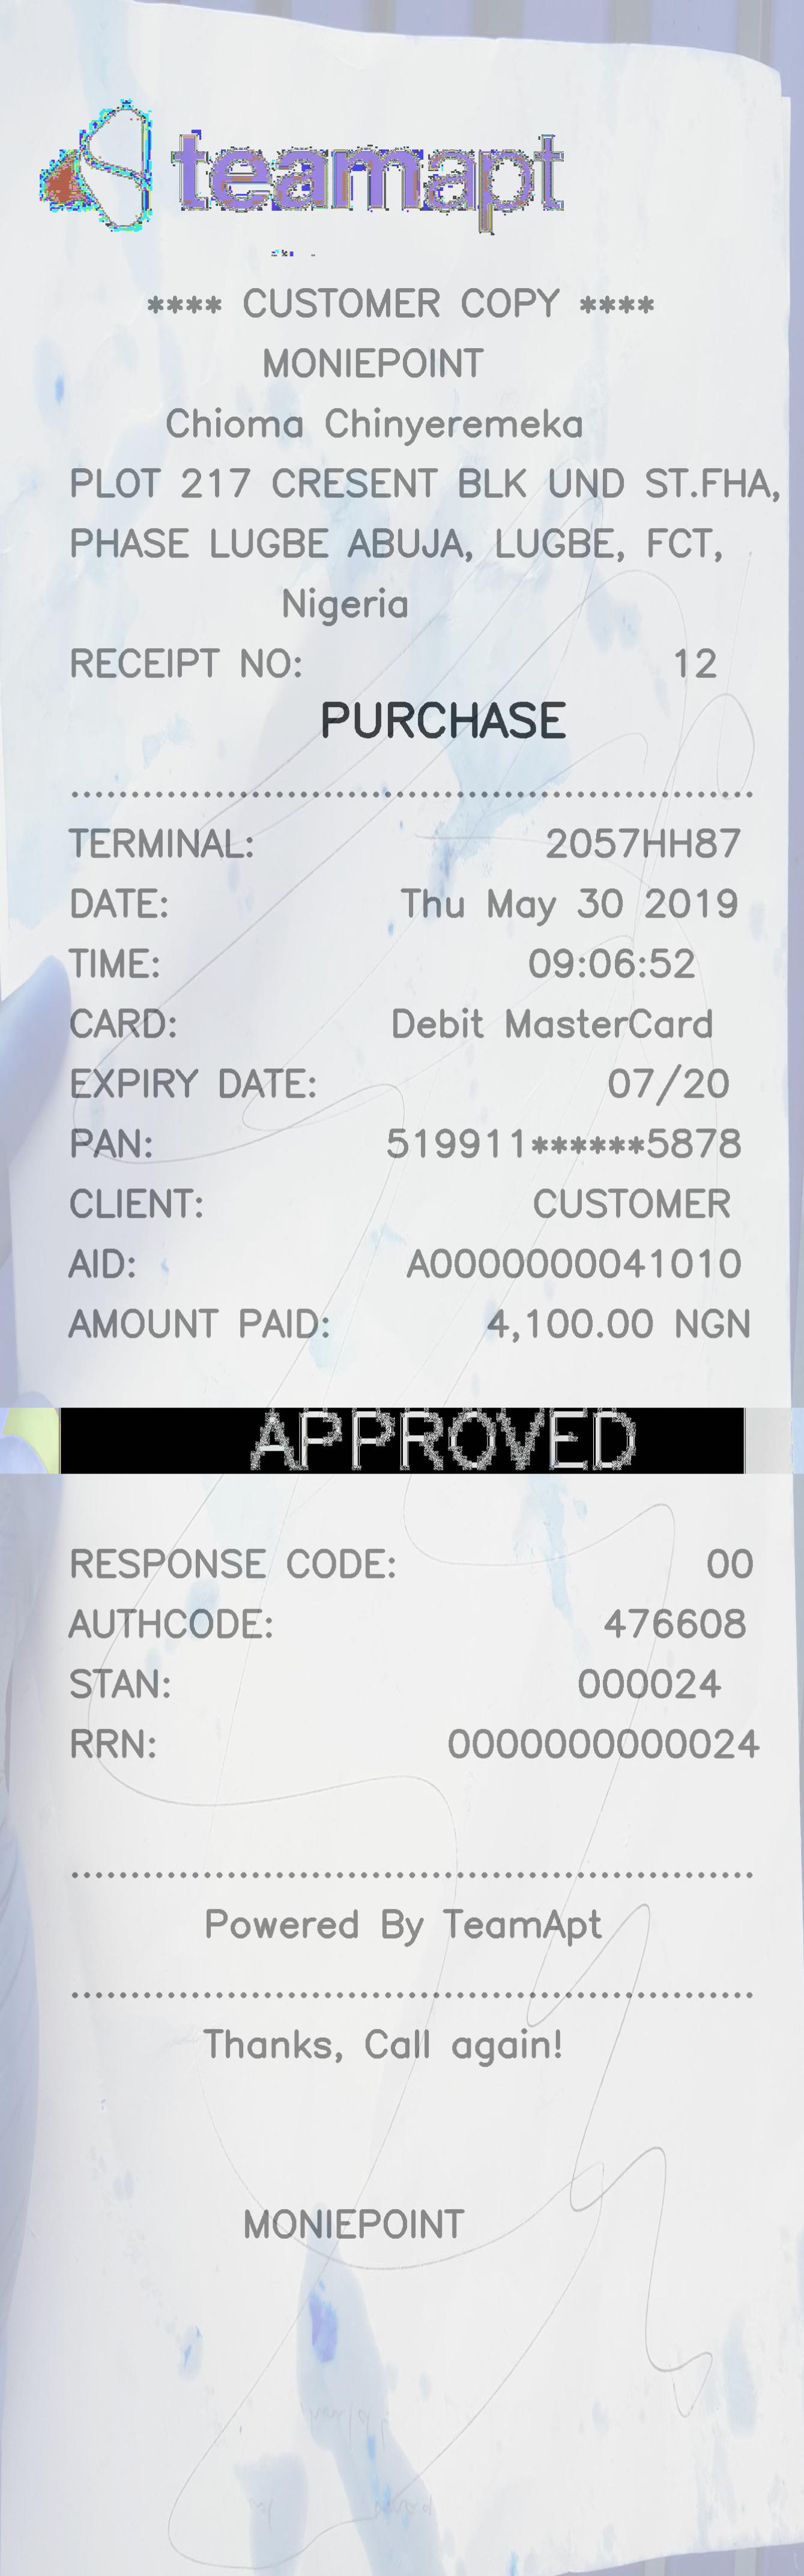 teamapt
**** CUSTOMER COPY ****
MONIEPOINT
Chioma Chinyeremeka
PLOT 217 CRESENT BLK UND ST.FHA,
PHASE LUGBE ABUJA, LUGBE, FCT,
Nigeria
RECEIPT NO: 12
PURCHASE
TERMINAL: 2057HH87
DATE: Thu May 30 2019
TIME: 09:06:52
CARD: Debit MasterCard
EXPIRY DATE: 07/20
PAN: 519911******5878
CLIENT: CUSTOMER
AID: A0000000041010
AMOUNT PAID: 4,100.00 NGN
APPROVED
RESPONSE CODE: 00
AUTHCODE: 476608
STAN: 000024
RRN: 0000000000024
Powered By TeamApt
Thanks, Call again!
MONIEPOINT